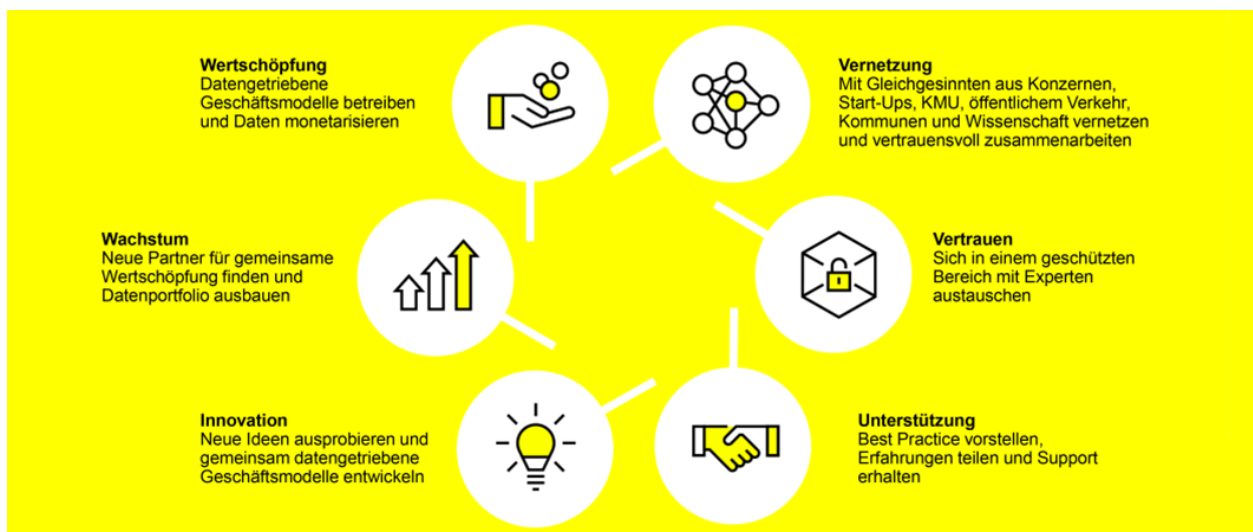 Wertschöpfung
Datengetriebene
Geschäftsmodelle betreiben
und Daten monetarisieren
Vernetzung
Mit Gleichgesinnten aus Konzernen,
Start-Ups, KMU, öffentlichem Verkehr,
Kommunen und Wissenschaft vernetzen
und vertrauensvoll zusammenarbeiten
Wachstum
Neue Partner für gemeinsame
Wertschöpfung finden und
Datenportfolio ausbauen
Vertrauen
Sich in einem geschützten
Bereich mit Experten
austauschen
Innovation
Neue Ideen ausprobieren und
gemeinsam datengetriebene
Geschäftsmodelle entwickeln
Unterstützung
Best Practice vorstellen,
Erfahrungen teilen und Support
erhalten